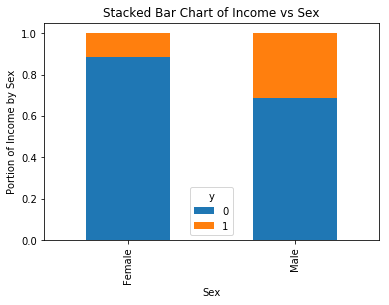 Stacked Bar Chart of Income vs Sex
Portion of Income by Sex
1.0
0.8
0.6
0.4
0.2
0.0
y
0
1
Female
Male
Sex